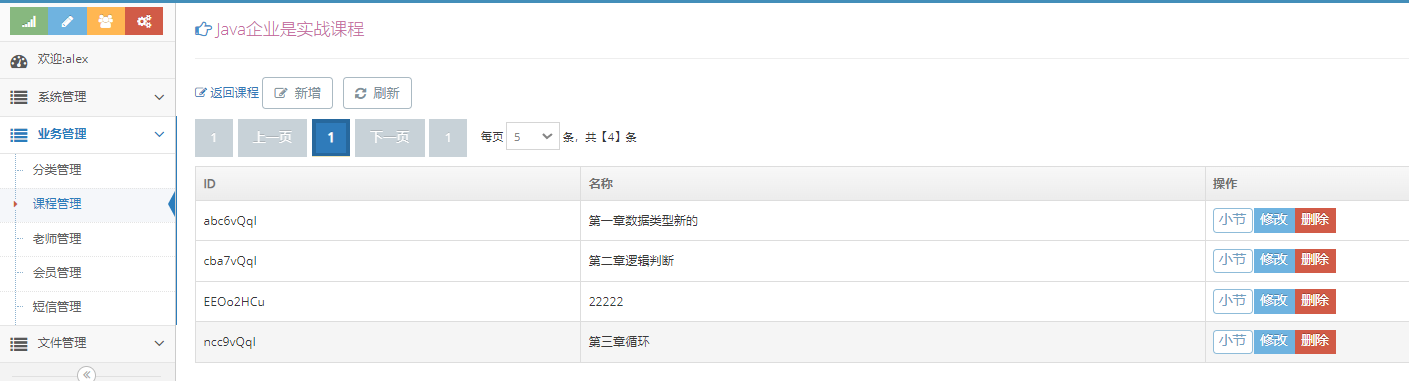 Java企业是实战课程
欢迎:alex
系统管理
业务管理
分类管理
课程管理
老师管理
会员管理
短信管理
文件管理
返回课程 新增 刷新
1 上一页 1 下一页 1 每页 5 条，共【4】条
ID 名称 操作
abc6vQqI 第一章数据类型新的 小节 修改 删除
cba7vQqI 第二章逻辑判断 小节 修改 删除
EEOo2HCu 22222 小节 修改 删除
ncc9vQqI 第三章循环 小节 修改 删除